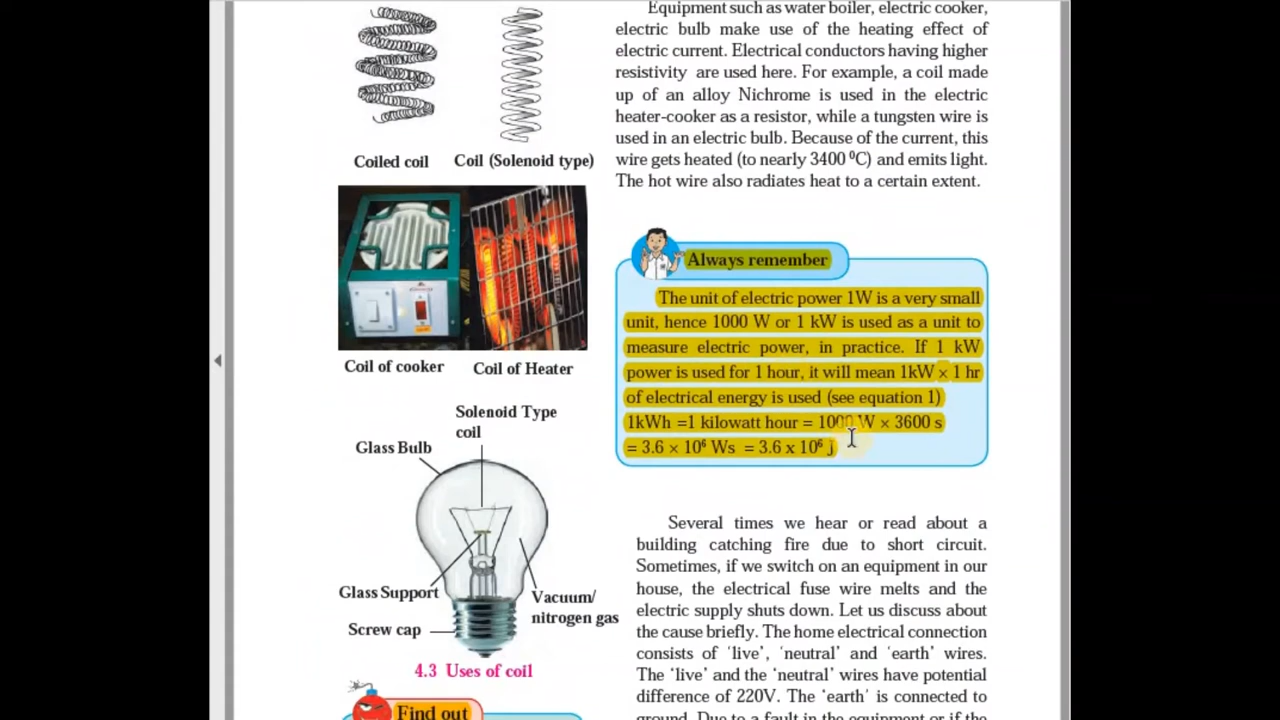 Coiled coil
Coil (Solenoid type)
Coil of cooker
Coil of Heater
Solenoid Type
coil
Glass Bulb
Glass Support
Vacuum/
nitrogen gas
Screw cap
4.3 Uses of coil
Find out
Equipment such as water boiler, electric cooker,
electric bulb make use of the heating effect of
electric current. Electrical conductors having higher
resistivity are used here. For example, a coil made
up of an alloy Nichrome is used in the electric
heater-cooker as a resistor, while a tungsten wire is
used in an electric bulb. Because of the current, this
wire gets heated (to nearly 3400 ⁰C) and emits light.
The hot wire also radiates heat to a certain extent.
Always remember
The unit of electric power 1W is a very small
unit, hence 1000 W or 1 kW is used as a unit to
measure electric power, in practice. If 1 kW
power is used for 1 hour, it will mean 1kW × 1 hr
of electrical energy is used (see equation 1)
1kWh =1 kilowatt hour = 1000 W × 3600 s
= 3.6 × 10⁶ Ws = 3.6 x 10⁶ j
Several times we hear or read about a
building catching fire due to short circuit.
Sometimes, if we switch on an equipment in our
house, the electrical fuse wire melts and the
electric supply shuts down. Let us discuss about
the cause briefly. The home electrical connection
consists of ‘live’, ‘neutral’ and ‘earth’ wires.
The ‘live’ and the ‘neutral’ wires have potential
difference of 220V. The ‘earth’ is connected to
ground. Due to a fault in the equipment or if the